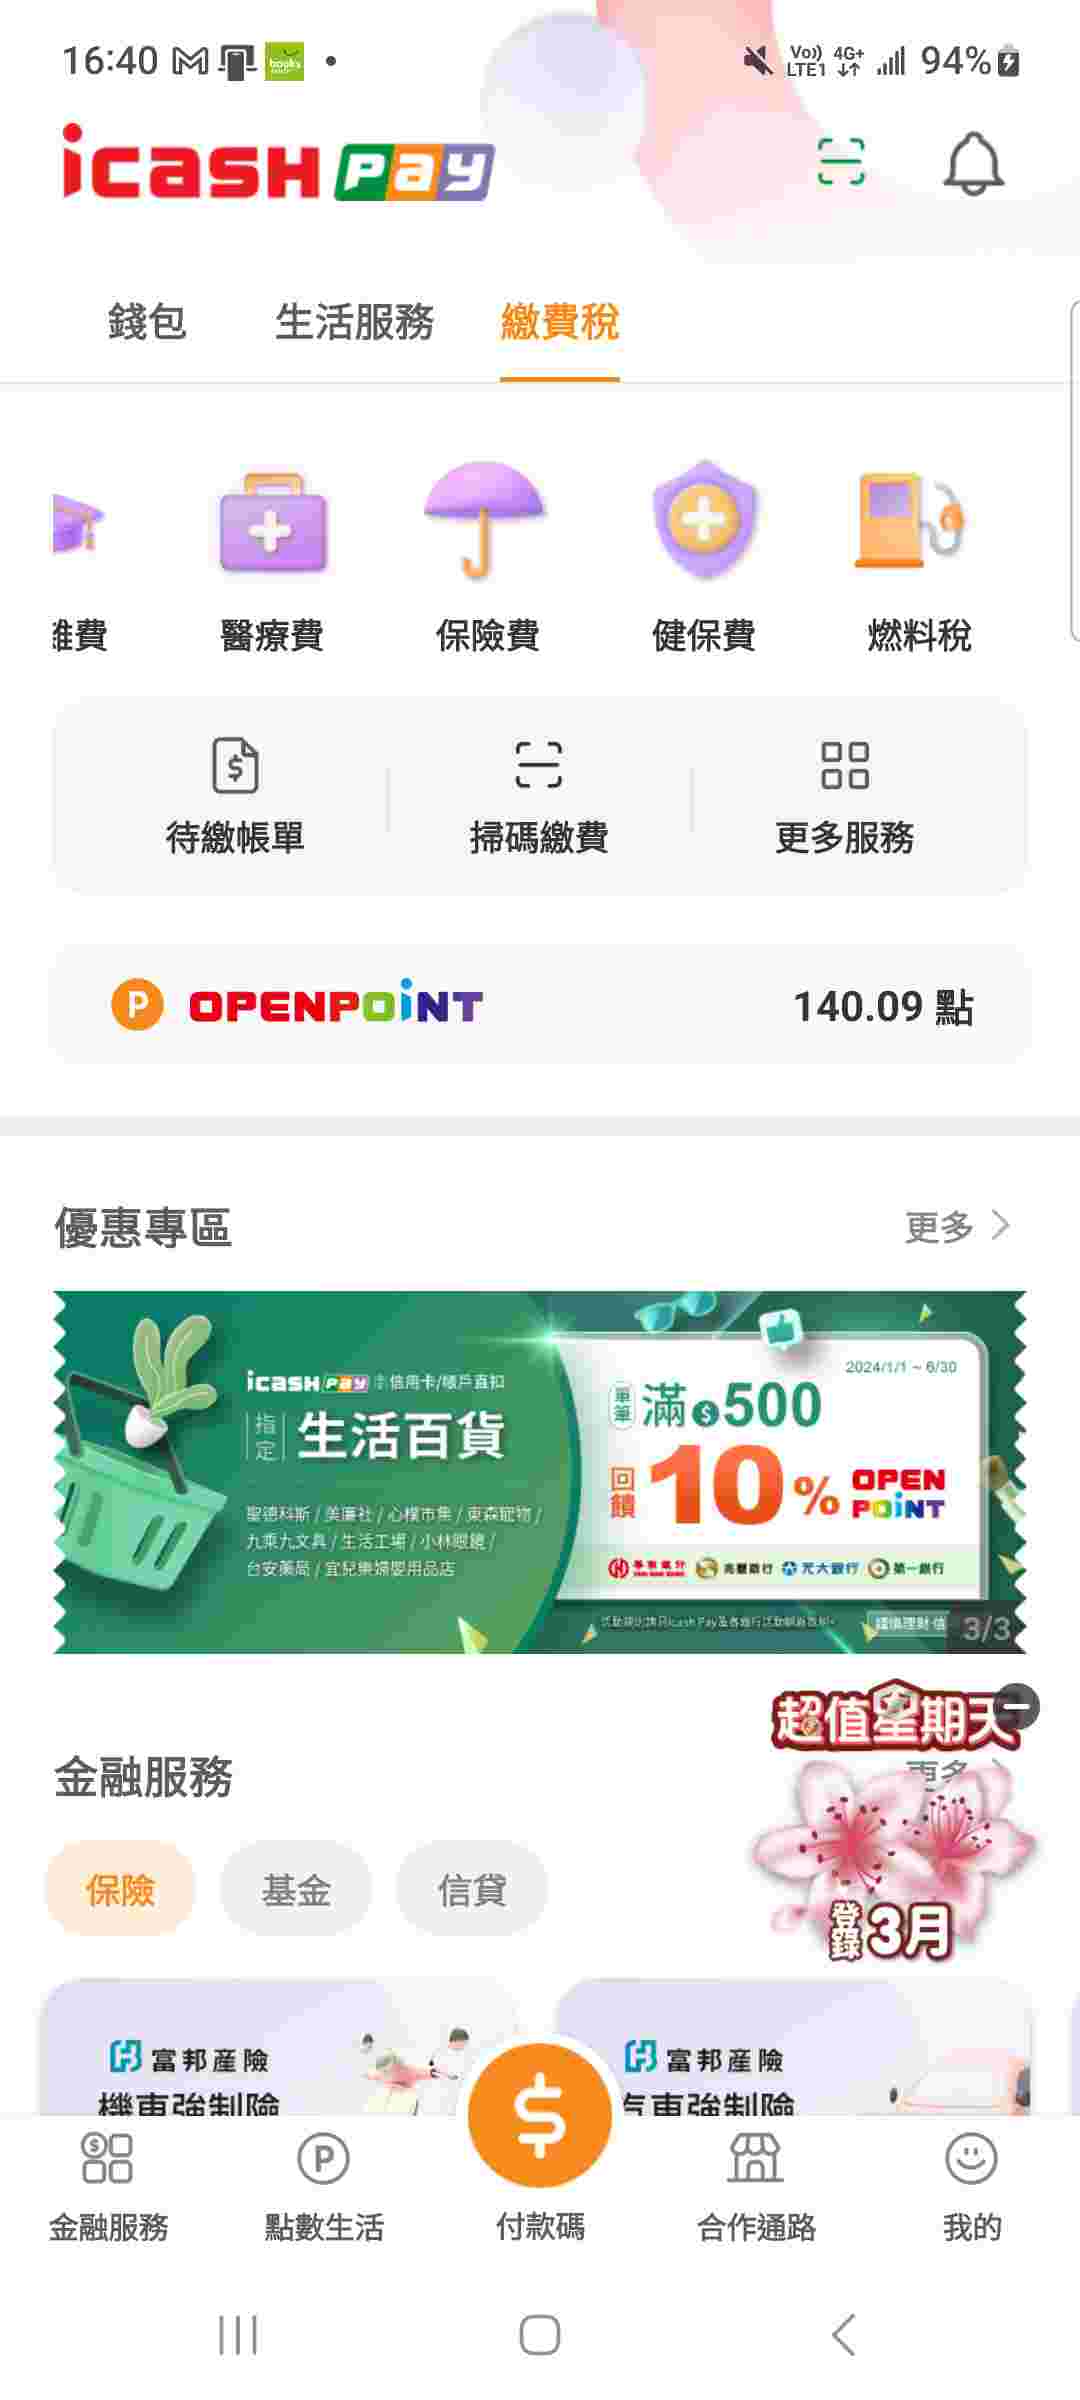 16:40
books
Vo)) LTE1 4G+ 94%
icash Pay
錢包 生活服務 繳費稅
雜費 醫療費 保險費 健保費 燃料稅
待繳帳單 掃碼繳費 更多服務
P OPENPOINT 140.09 點
優惠專區 更多
icash Pay 信用卡/帳戶直扣
指定 生活百貨
聖德科斯 / 美廉社 / 心樸市集 / 東森寵物 /
九乘九文具 / 生活工場 / 小林眼鏡 /
台安藥局 / 宜兒樂婦嬰用品店
2024/1/1 ~ 6/30
單筆 滿$500
回饋 10% OPEN POINT
華南銀行 兆豐銀行 元大銀行 第一銀行
3/3
超值星期天
金融服務 更多
保險 基金 信貸
登錄3月
富邦產險 富邦產險
機車強制險 汽車強制險
金融服務 點數生活 付款碼 合作通路 我的